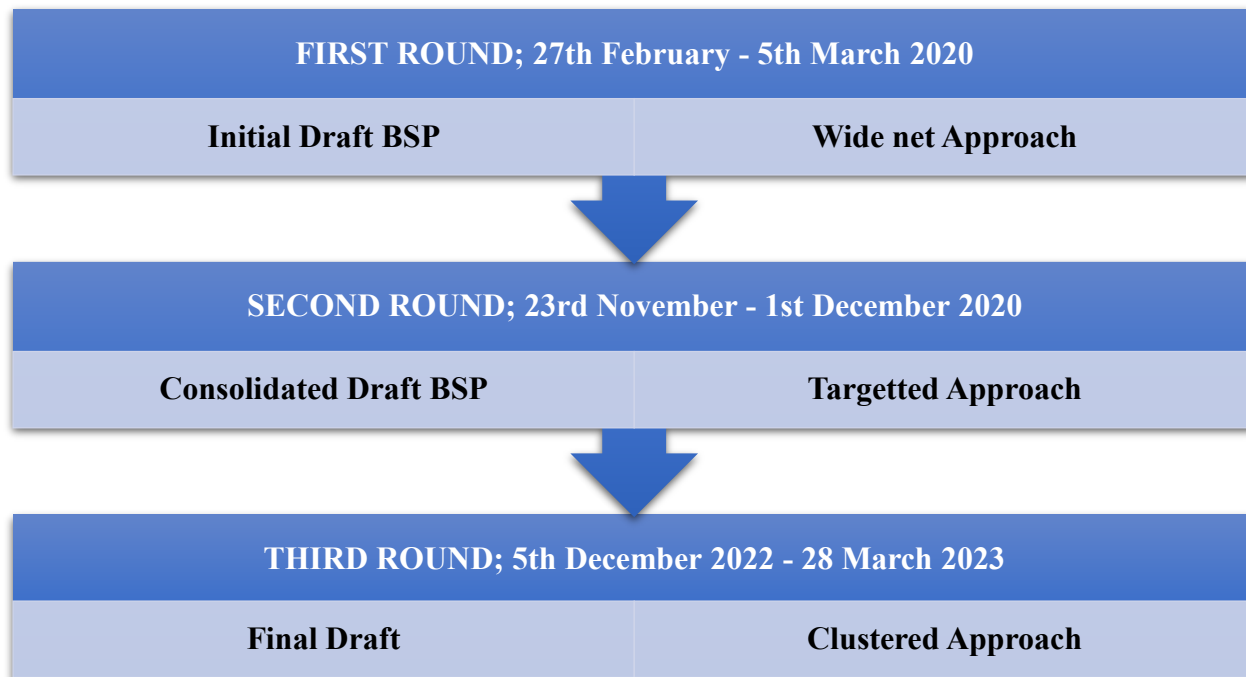 FIRST ROUND; 27th February - 5th March 2020
Initial Draft BSP
Wide net Approach
SECOND ROUND; 23rd November - 1st December 2020
Consolidated Draft BSP
Targetted Approach
THIRD ROUND; 5th December 2022 - 28 March 2023
Final Draft
Clustered Approach